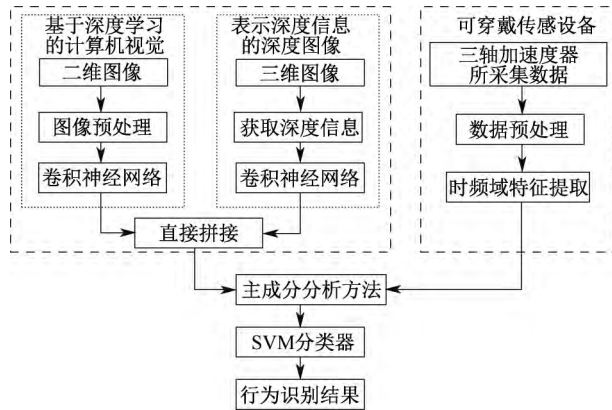 基于深度学习
的计算机视觉
二维图像
图像预处理
卷积神经网络
表示深度信息
的深度图像
三维图像
获取深度信息
卷积神经网络
直接拼接
可穿戴传感设备
三轴加速度器
所采集数据
数据预处理
时频域特征提取
主成分分析方法
SVM分类器
行为识别结果